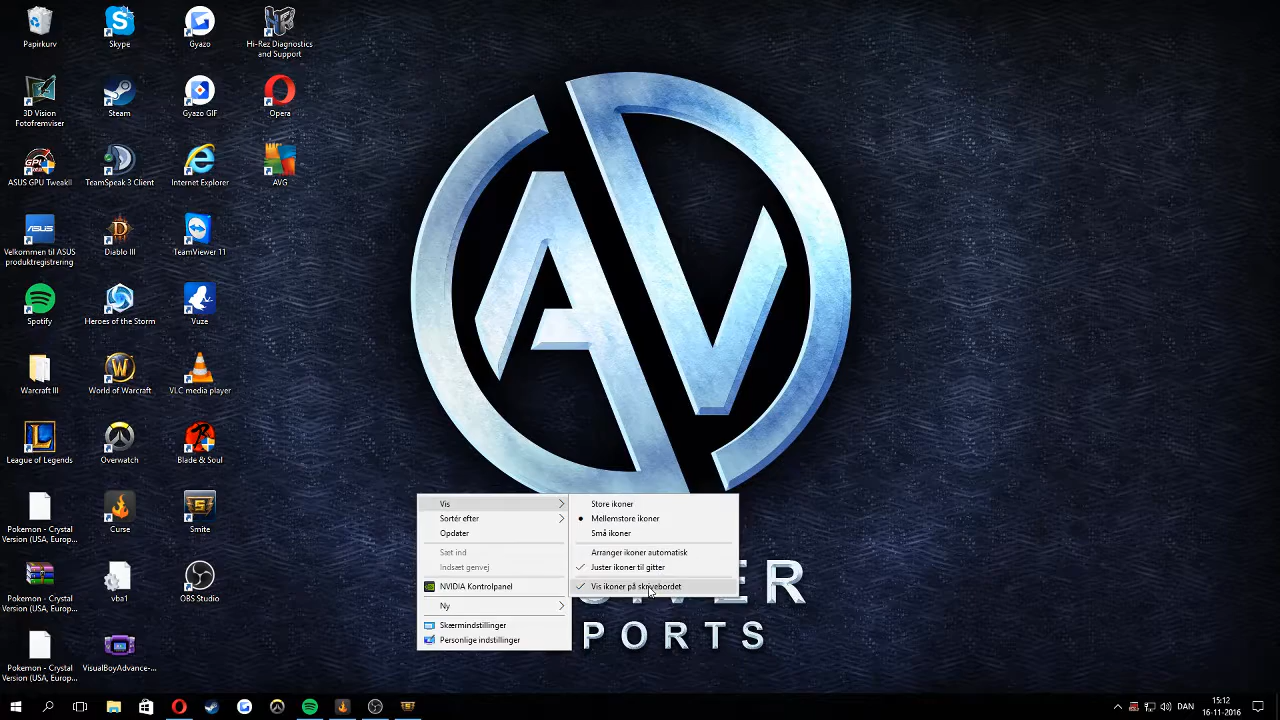 Papirkurv
Skype
Gyazo
Hi-Rez Diagnostics
and Support
3D Vision
Fotofremviser
Steam
Gyazo GIF
Opera
ASUS GPU TweakII
TeamSpeak 3 Client
Internet Explorer
AVG
Velkommen til ASUS
produktregistrering
Diablo III
TeamViewer 11
Spotify
Heroes of the Storm
Vuze
Warcraft III
World of Warcraft
VLC media player
League of Legends
Overwatch
Blade & Soul
Pokemon - Crystal
Version (USA, Europ...
Curse
Smite
Pokemon - Crystal
Version (USA, Europ...
vba1
OBS Studio
Pokemon - Crystal
Version (USA, Europ...
VisualBoyAdvance-...
AV
PORTS
Vis
Sortér efter
Opdater
Sæt ind
Indsæt genvej
NVIDIA Kontrolpanel
Ny
Skærmindstillinger
Personlige indstillinger
Store ikoner
Mellemstore ikoner
Små ikoner
Arranger ikoner automatisk
Juster ikoner til gitter
Vis ikoner på skrivebordet
DAN
15:12
16-11-2016